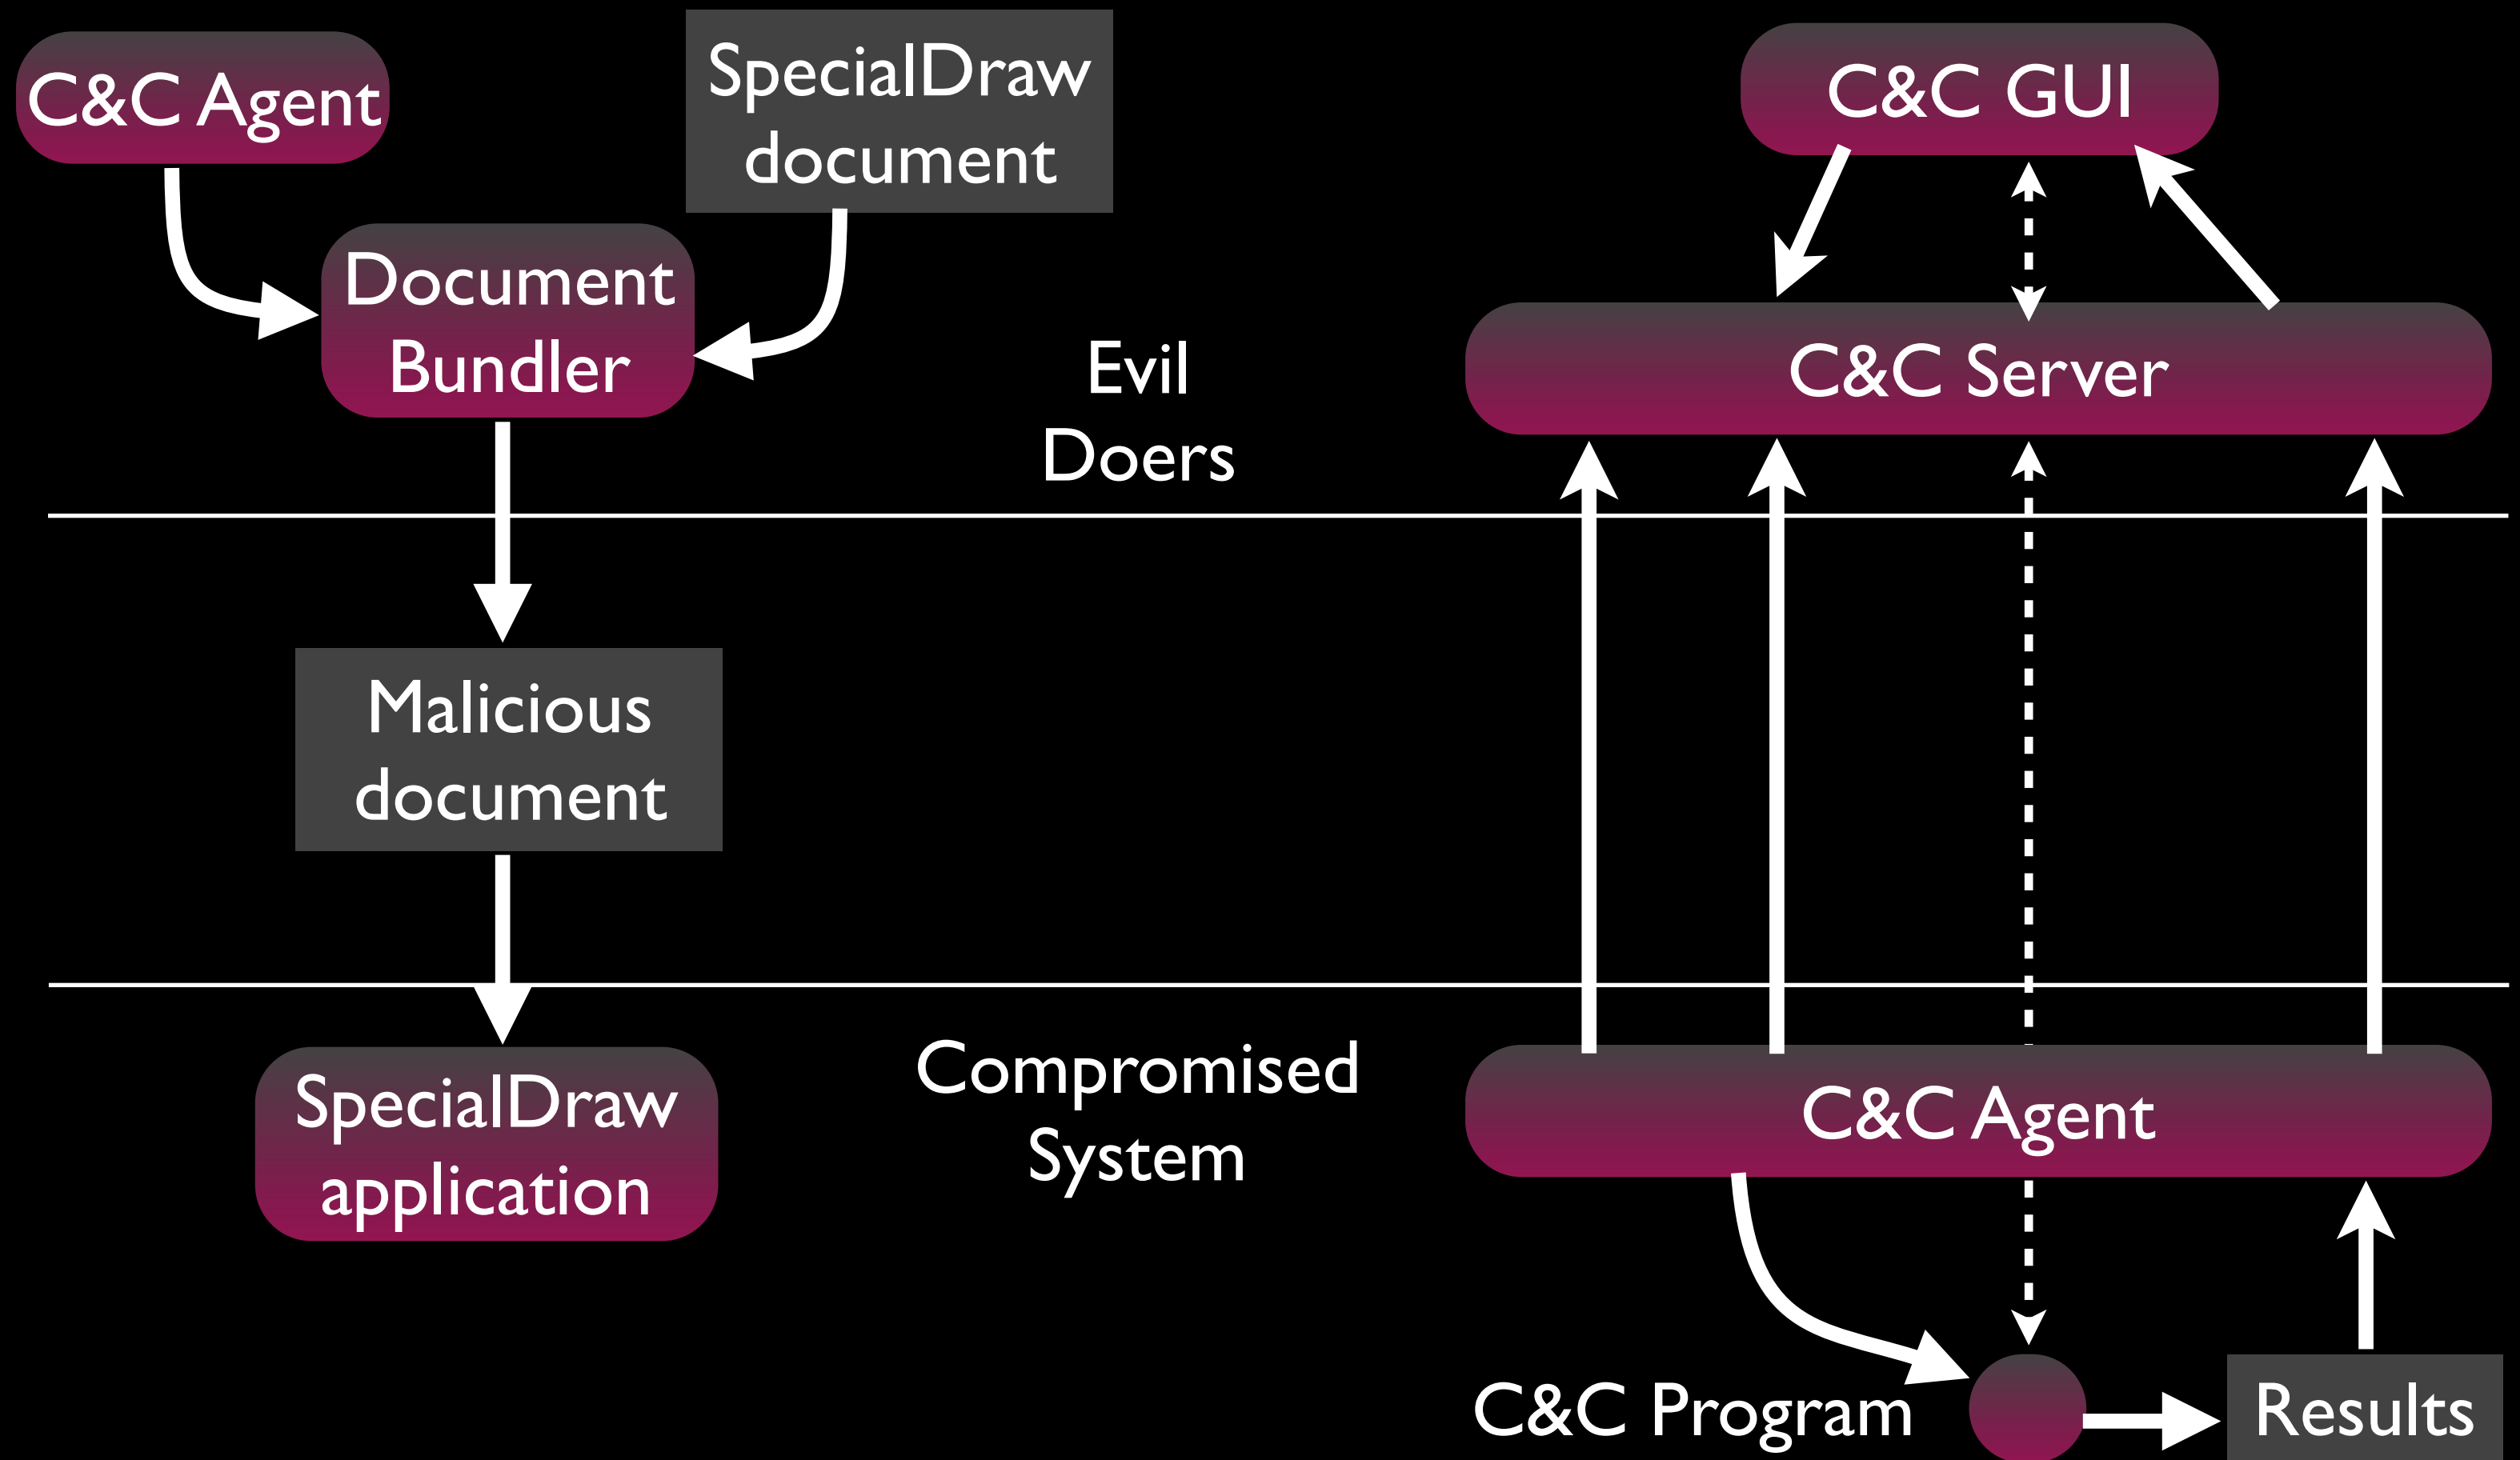 C&C Agent
SpecialDraw
document
C&C GUI
Document
Bundler
Evil
Doers
C&C Server
Malicious
document
SpecialDraw
application
Compromised
System
C&C Agent
C&C Program
Results